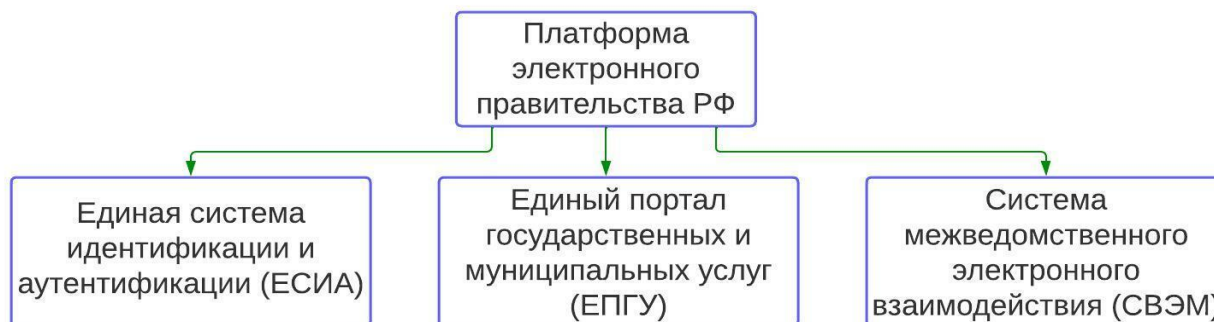 Платформа
электронного
правительства РФ
Единая система
идентификации и
аутентификации (ЕСИА)
Единый портал
государственных и
муниципальных услуг
(ЕПГУ)
Система
межведомственного
электронного
взаимодействия (СВЭМ)